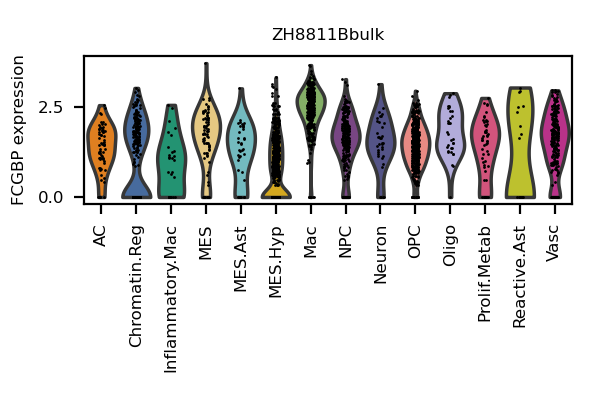 ZH8811Bbulk
FCGBP expression
2.5
0.0
AC
Chromatin.Reg
Inflammatory.Mac
MES
MES.Ast
MES.Hyp
Mac
NPC
Neuron
OPC
Oligo
Prolif.Metab
Reactive.Ast
Vasc